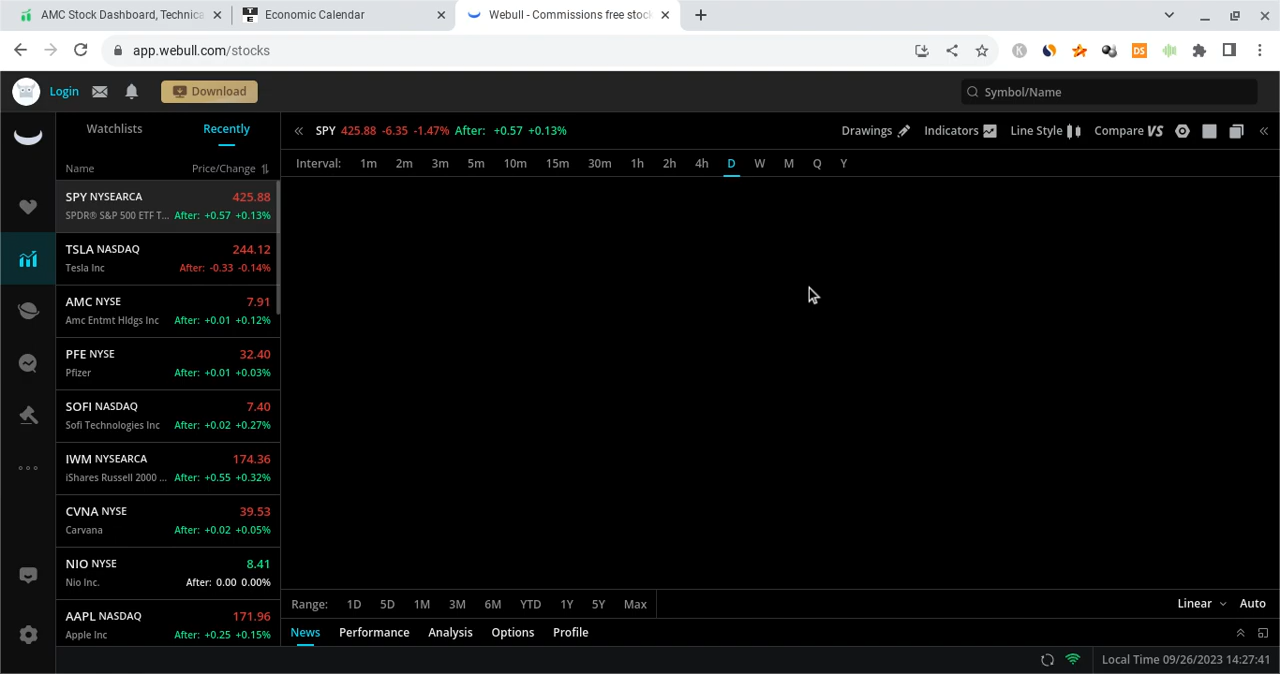 AMC Stock Dashboard, Technica
Economic Calendar
Webull - Commissions free stoc
app.webull.com/stocks
Login
Download
Symbol/Name
Watchlists
Recently
SPY 425.88 -6.35 -1.47% After: +0.57 +0.13%
Drawings
Indicators
Line Style
Compare VS
Name
Price/Change
Interval: 1m 2m 3m 5m 10m 15m 30m 1h 2h 4h D W M Q Y
SPY NYSEARCA 425.88
SPDR® S&P 500 ETF T... After: +0.57 +0.13%
TSLA NASDAQ 244.12
Tesla Inc After: -0.33 -0.14%
AMC NYSE 7.91
Amc Entmt Hldgs Inc After: +0.01 +0.12%
PFE NYSE 32.40
Pfizer After: +0.01 +0.03%
SOFI NASDAQ 7.40
Sofi Technologies Inc After: +0.02 +0.27%
IWM NYSEARCA 174.36
iShares Russell 2000 ... After: +0.55 +0.32%
CVNA NYSE 39.53
Carvana After: +0.02 +0.05%
NIO NYSE 8.41
Nio Inc. After: 0.00 0.00%
AAPL NASDAQ 171.96
Apple Inc After: +0.25 +0.15%
Range: 1D 5D 1M 3M 6M YTD 1Y 5Y Max
Linear
Auto
News Performance Analysis Options Profile
Local Time 09/26/2023 14:27:41